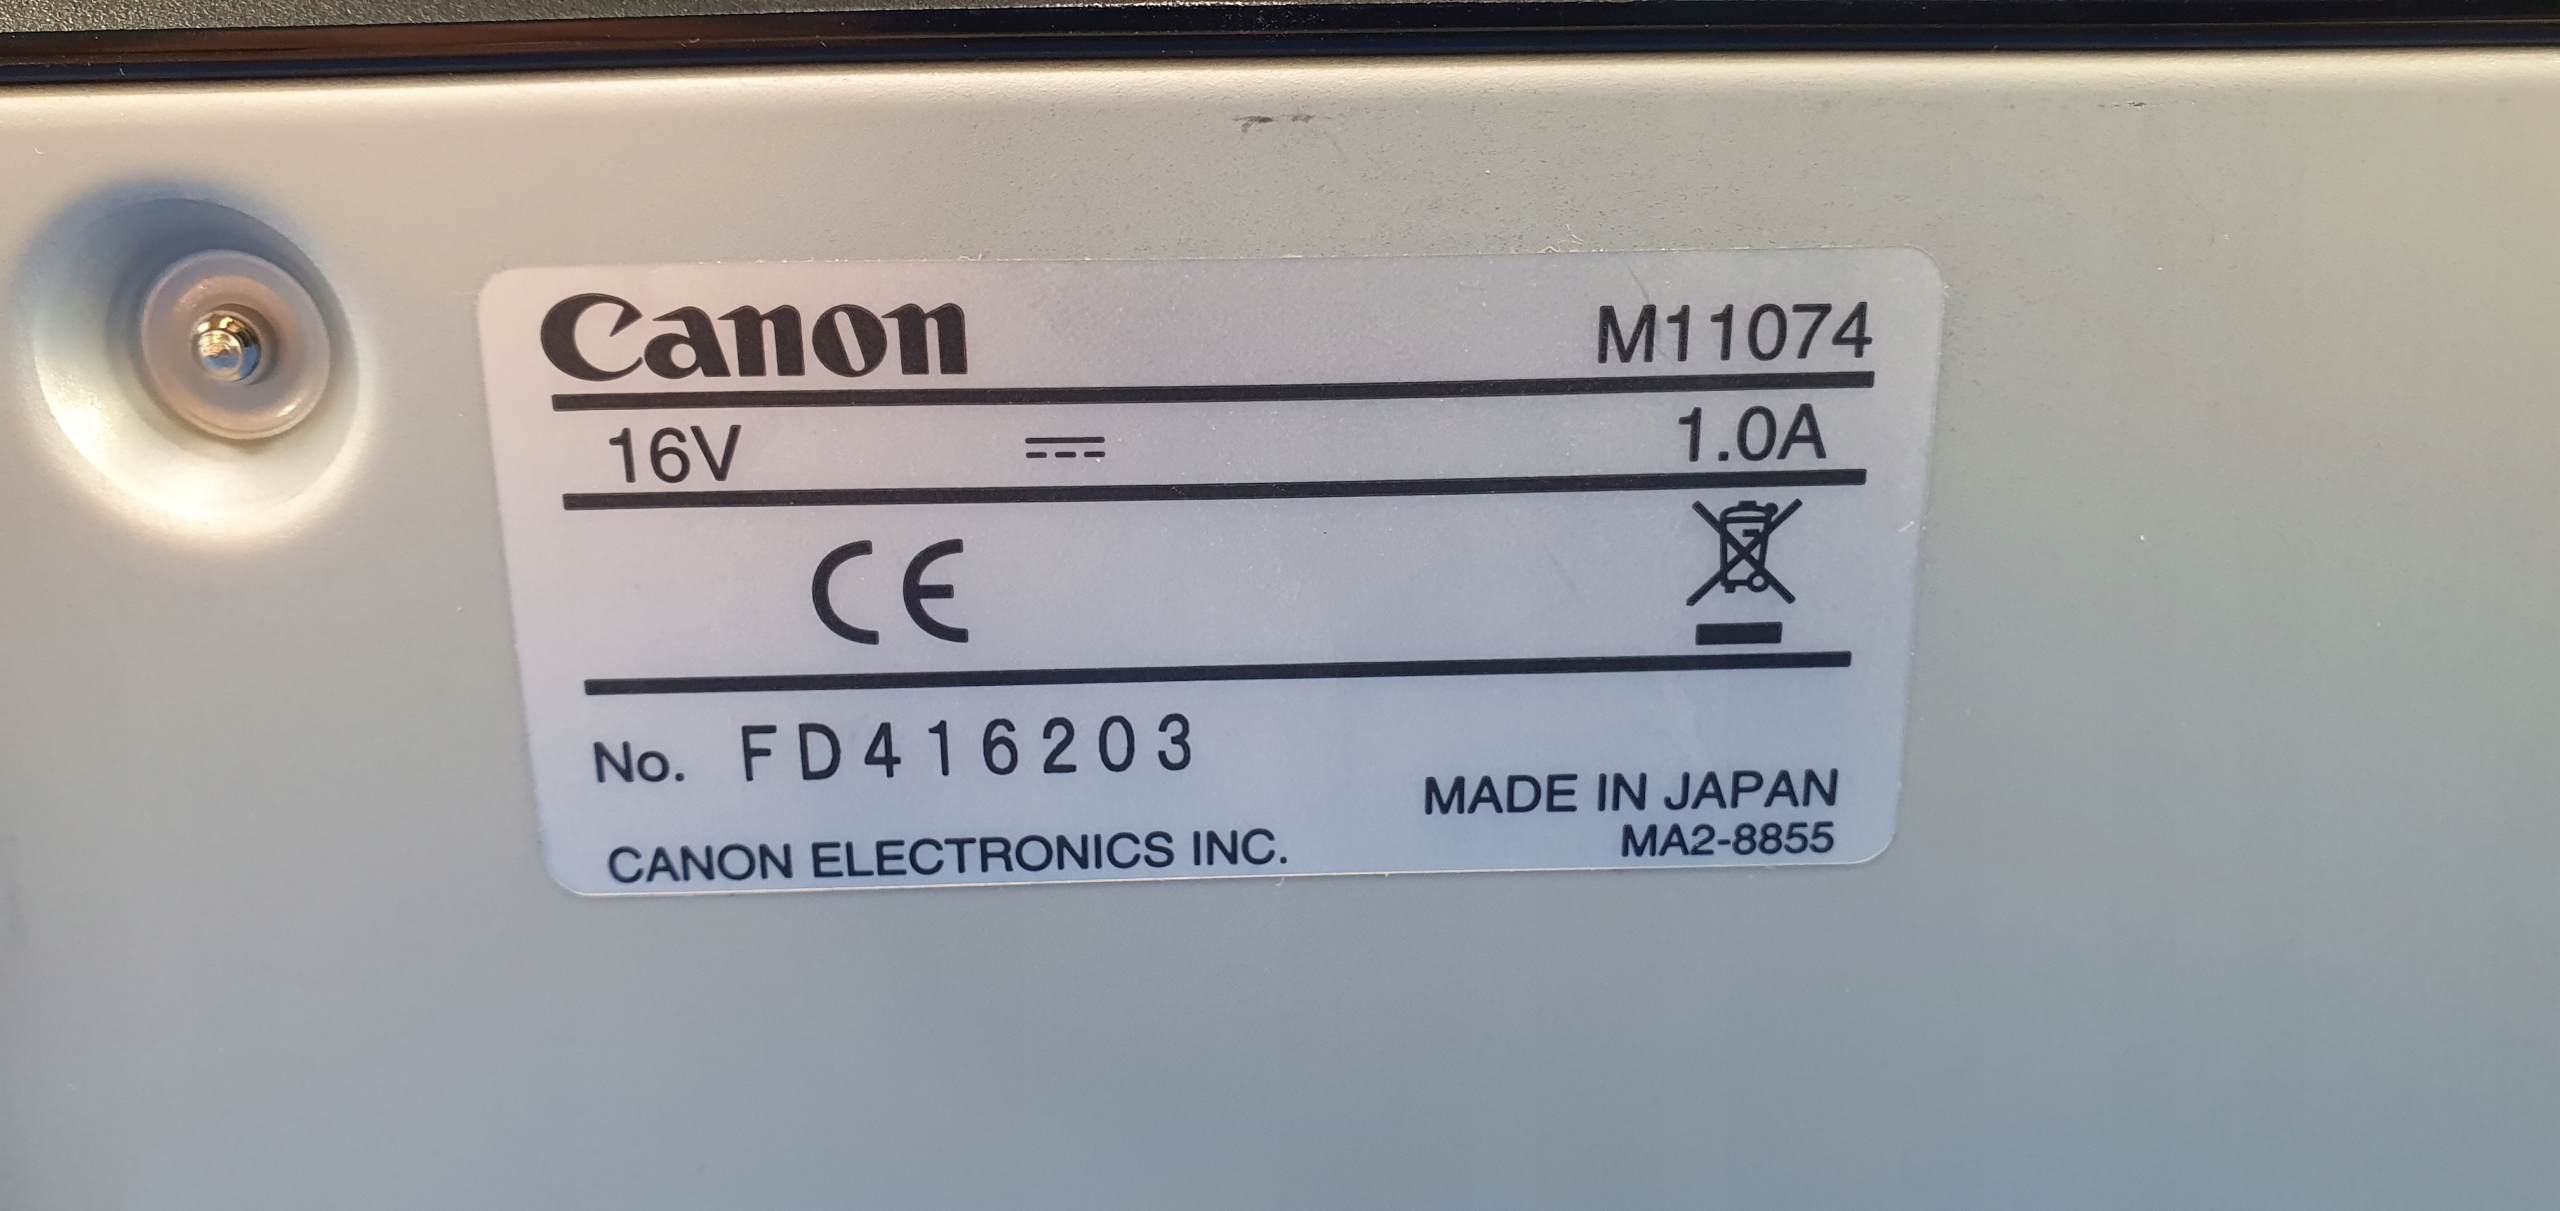 Canon M11074
16V 1.0A
CE
No. FD416203
MADE IN JAPAN
CANON ELECTRONICS INC.
MA2-8855